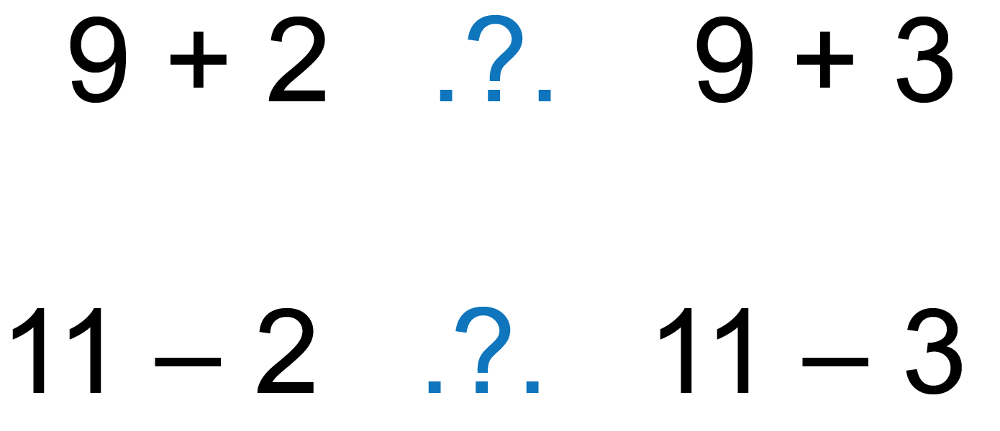 9 + 2 .?. 9 + 3
11 – 2 .?. 11 – 3